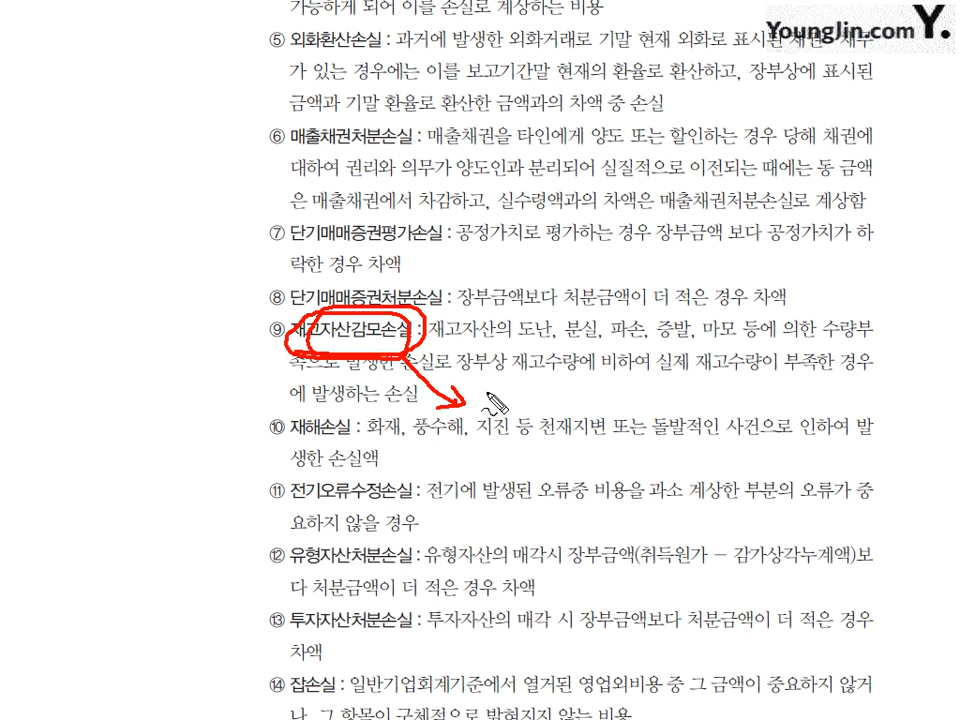 가능하게 되어 이를 손실로 계상하는 비용
YoungJin.com Y.
⑤ 외화환산손실 : 과거에 발생한 외화거래로 기말 현재 외화로 표시된 채권
가 있는 경우에는 이를 보고기간말 현재의 환율로 환산하고, 장부상에 표시된
금액과 기말 환율로 환산한 금액과의 차액 중 손실
⑥ 매출채권처분손실 : 매출채권을 타인에게 양도 또는 할인하는 경우 당해 채권에
대하여 권리와 의무가 양도인과 분리되어 실질적으로 이전되는 때에는 동 금액
은 매출채권에서 차감하고, 실수령액과의 차액은 매출채권처분손실로 계상함
⑦ 단기매매증권평가손실 : 공정가치로 평가하는 경우 장부금액 보다 공정가치가 하
락한 경우 차액
⑧ 단기매매증권처분손실 : 장부금액보다 처분금액이 더 적은 경우 차액
⑨ 재고자산감모손실 : 재고자산의 도난, 분실, 파손, 증발, 마모 등에 의한 수량부
족으로 발생한 손실로 장부상 재고수량에 비하여 실제 재고수량이 부족한 경우
에 발생하는 손실
⑩ 재해손실 : 화재, 풍수해, 지진 등 천재지변 또는 돌발적인 사건으로 인하여 발
생한 손실액
⑪ 전기오류수정손실 : 전기에 발생된 오류중 비용을 과소 계상한 부분의 오류가 중
요하지 않을 경우
⑫ 유형자산처분손실 : 유형자산의 매각시 장부금액(취득원가 − 감가상각누계액)보
다 처분금액이 더 적은 경우 차액
⑬ 투자자산처분손실 : 투자자산의 매각 시 장부금액보다 처분금액이 더 적은 경우
차액
⑭ 잡손실 : 일반기업회계기준에서 열거된 영업외비용 중 그 금액이 중요하지 않거
나, 그 항목이 구체적으로 밝혀지지 않는 비용